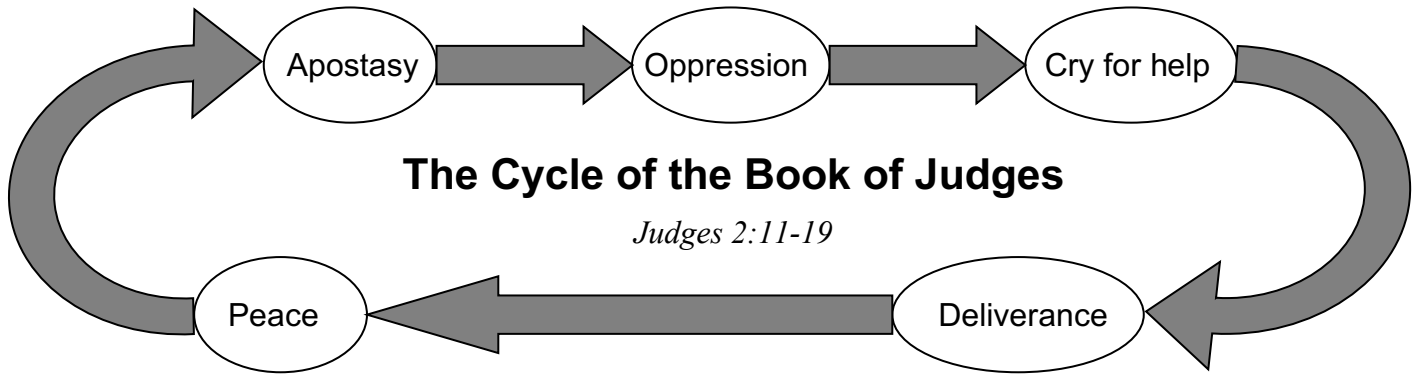 Apostasy
Oppression
Cry for help
The Cycle of the Book of Judges
Judges 2:11-19
Peace
Deliverance